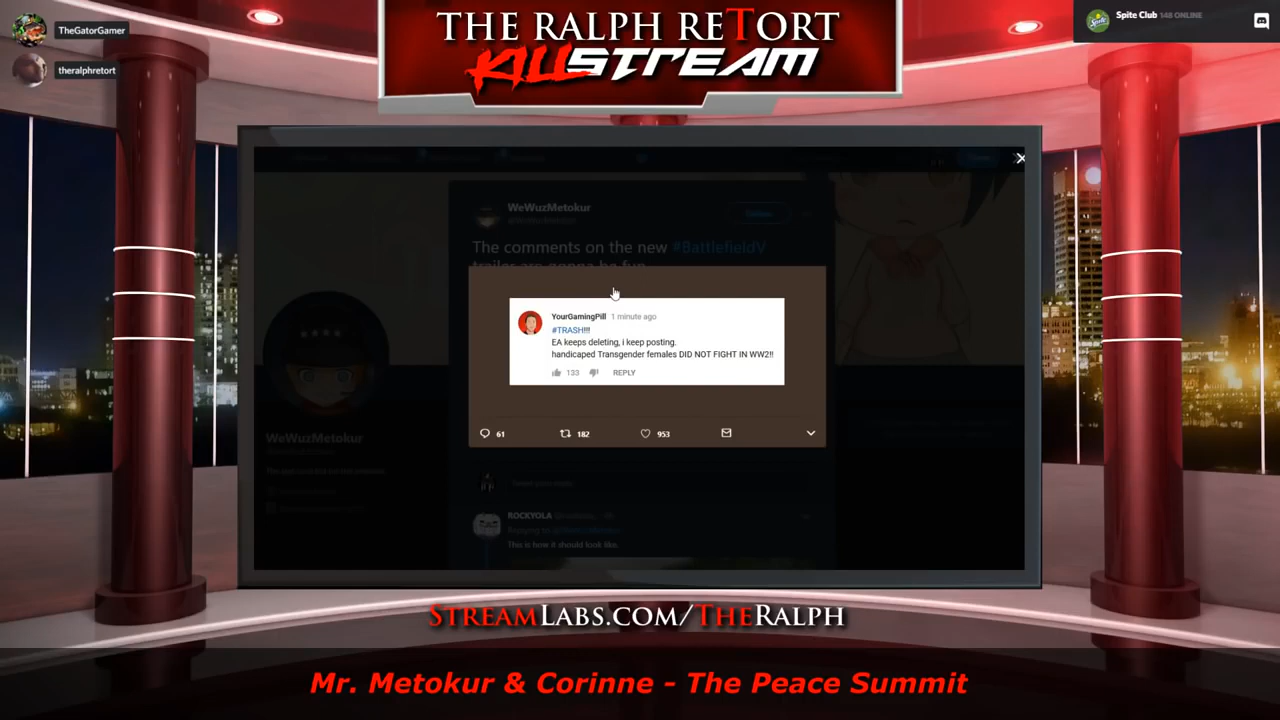 THE RALPH RETORT
KILLSTREAM
TheGatorGamer
theralphretort
Spite Club 148 ONLINE
WeWuzMetokur
The comments on the new #BattlefieldV
trailer are gonna be fun
YourGamingPill 1 minute ago
#TRASH!!!
EA keeps deleting, i keep posting.
handicaped Transgender females DID NOT FIGHT IN WW2!!
133 REPLY
61 182 953
WeWuzMetokur
ROCKYOLA
This is how it should look like.
STREAMLABS.COM/THERALPH
Mr. Metokur & Corinne - The Peace Summit